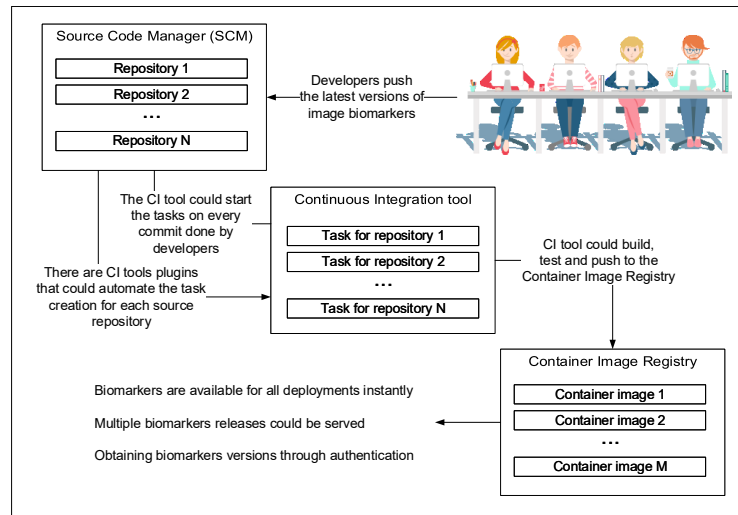 Source Code Manager (SCM)
Repository 1
Repository 2
...
Repository N
Developers push
the latest versions of
image biomarkers
The CI tool could start
the tasks on every
commit done by
developers
There are CI tools plugins
that could automate the task
creation for each source
repository
Continuous Integration tool
Task for repository 1
Task for repository 2
...
Task for repository N
CI tool could build,
test and push to the
Container Image Registry
Container Image Registry
Container image 1
Container image 2
...
Container image M
Biomarkers are available for all deployments instantly
Multiple biomarkers releases could be served
Obtaining biomarkers versions through authentication